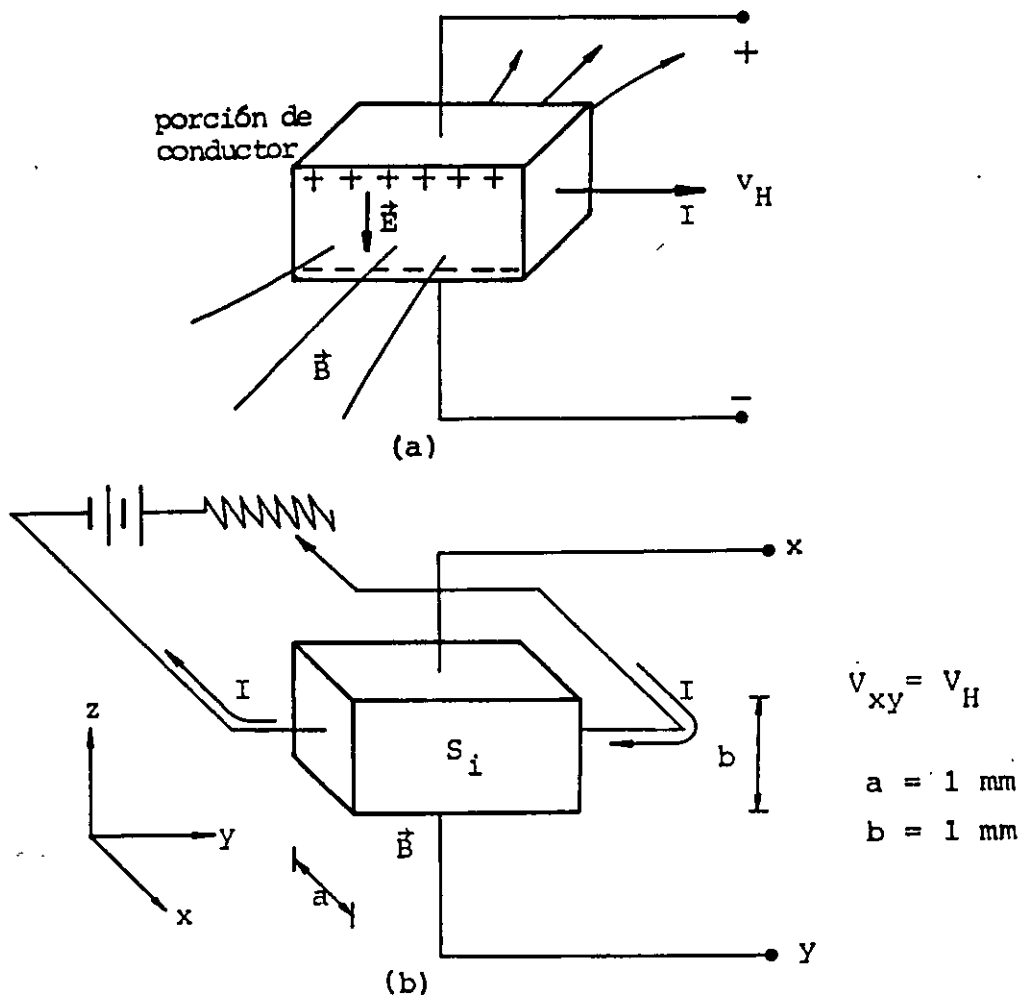 +
porción de
conductor
+ + + + + +
E⃗
I
v_H
- - - - - - -
B⃗
-
(a)
x
I
I
z
S_i
b
V_xy = V_H
a = 1 mm
b = 1 mm
y
B⃗
a
x
y
(b)